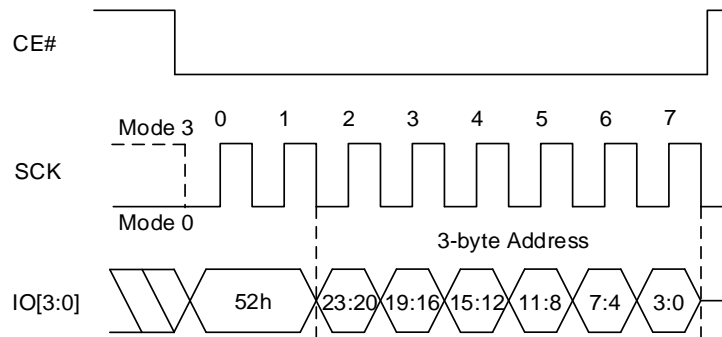 CE#
Mode 3
0 1 2 3 4 5 6 7
SCK
Mode 0
3-byte Address
IO[3:0]
52h 23:20 19:16 15:12 11:8 7:4 3:0